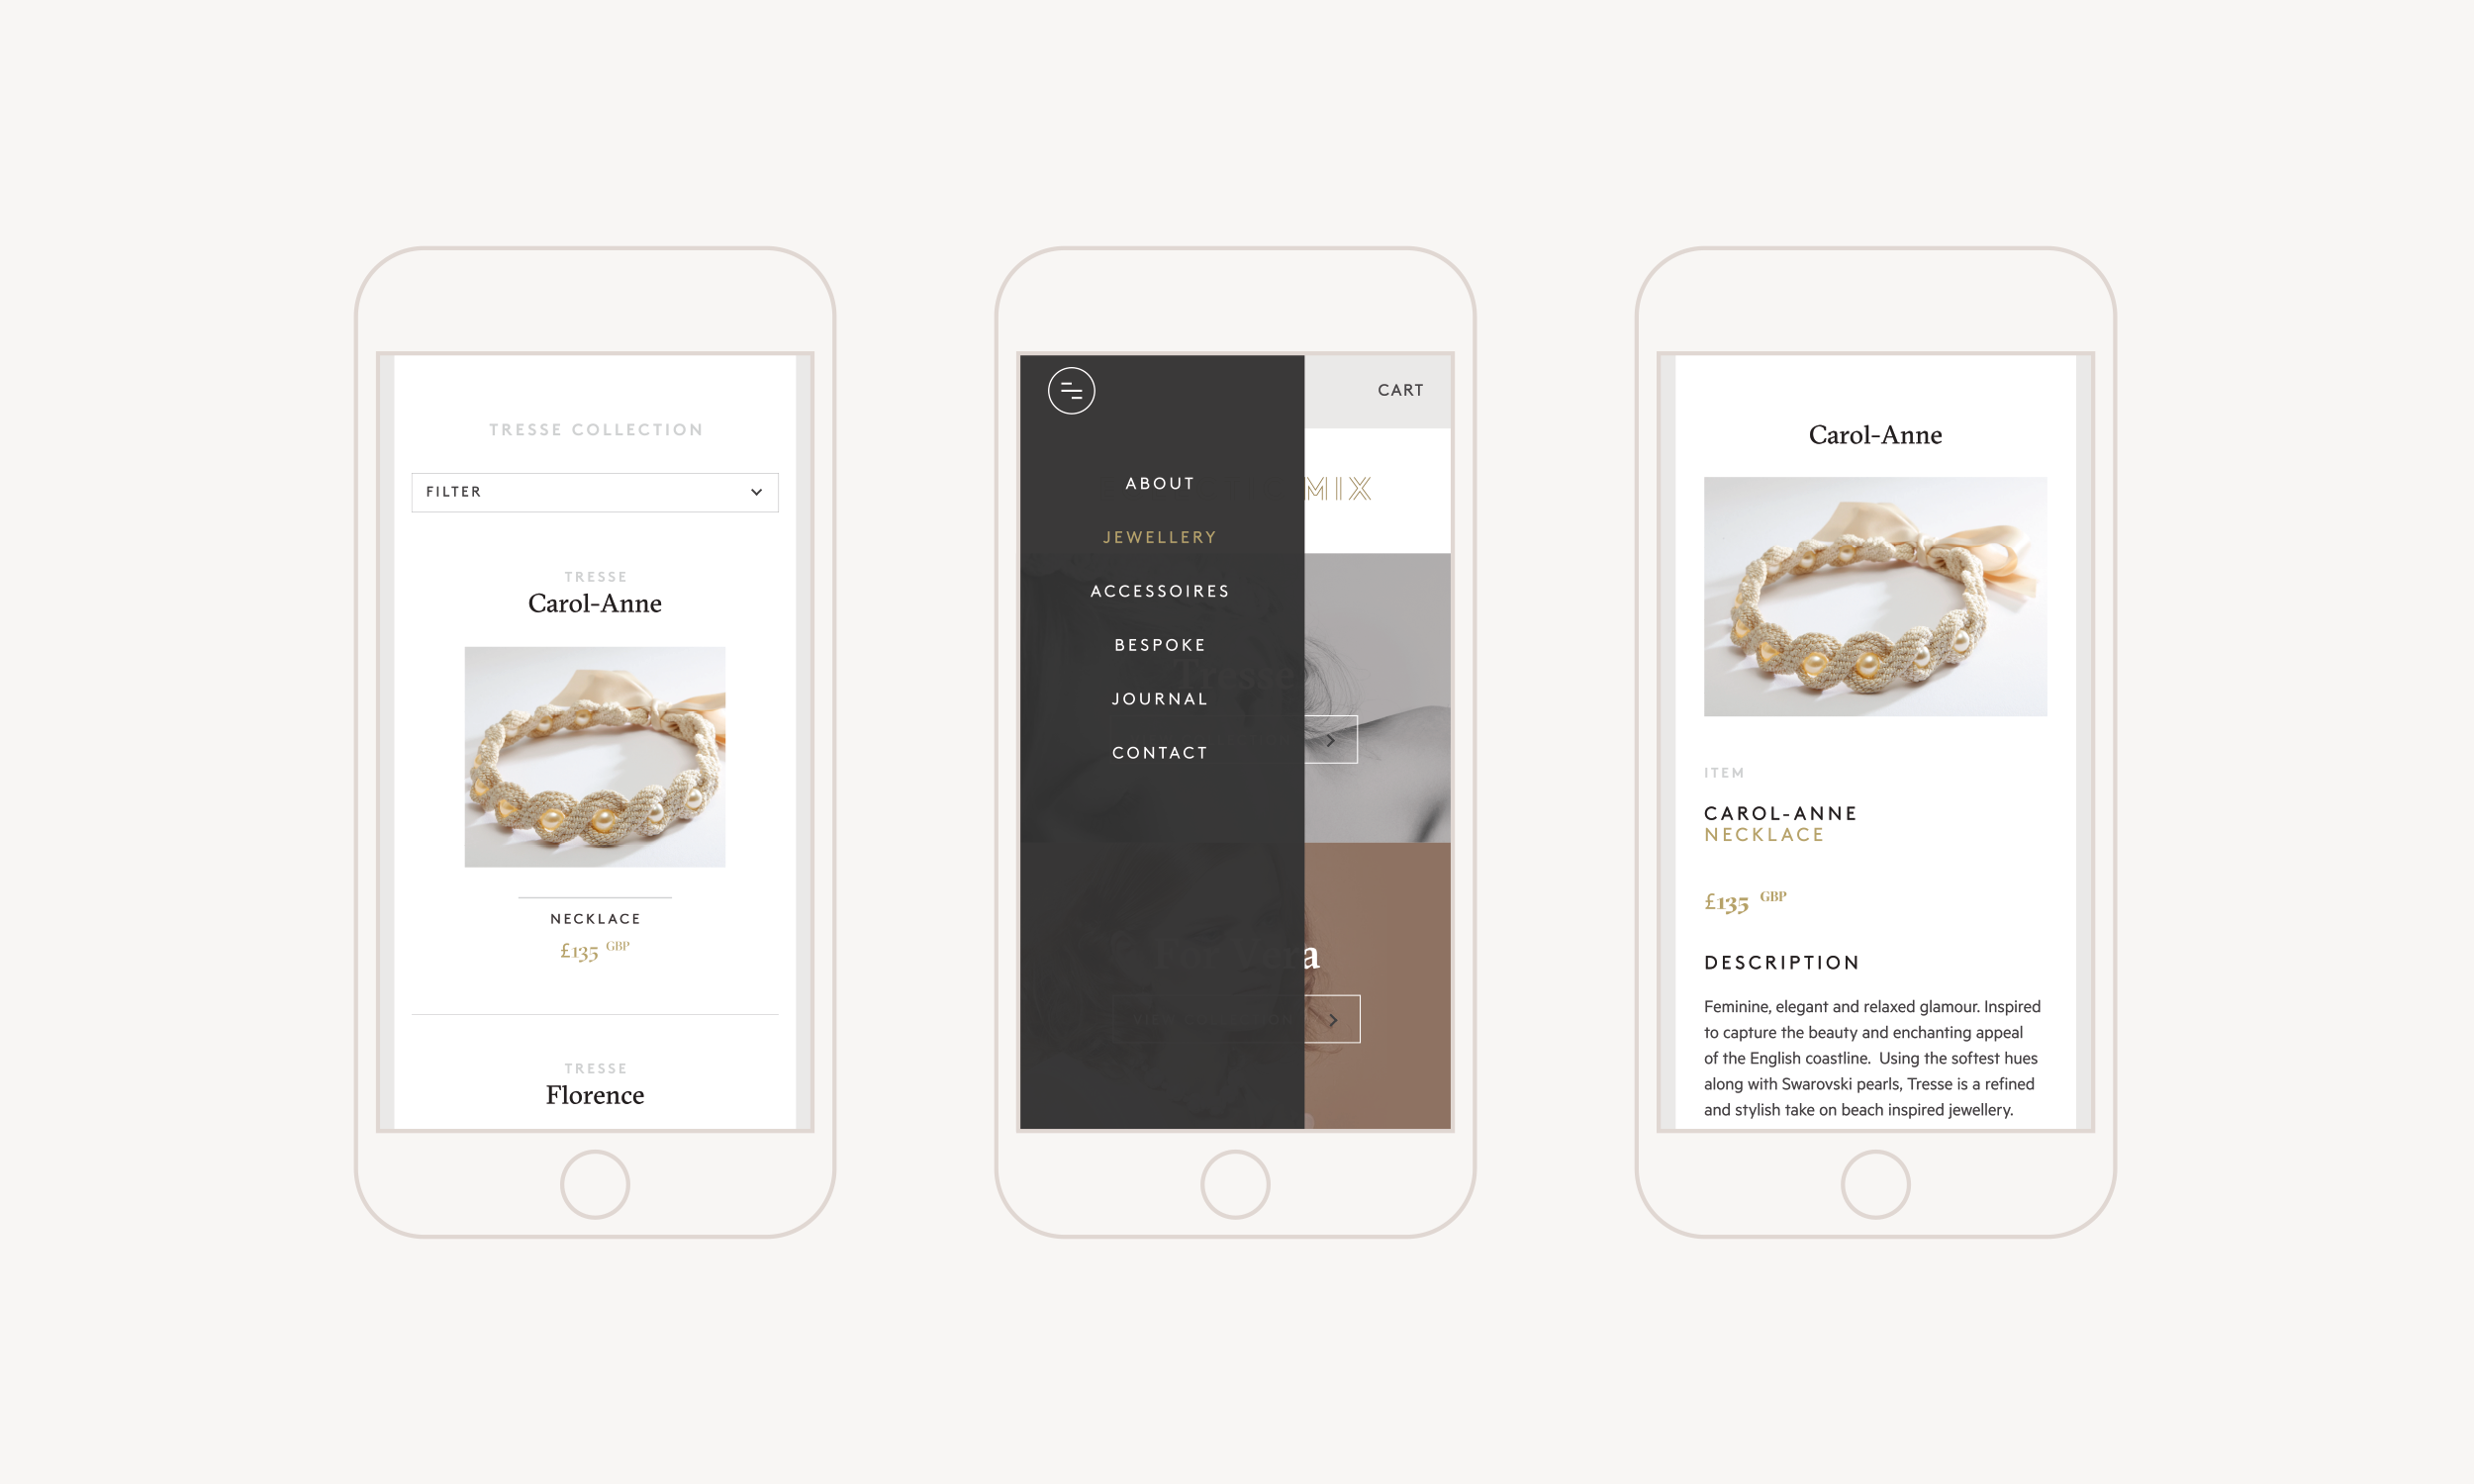 TRESSE COLLECTION
FILTER
TRESSE
Carol-Anne
NECKLACE
£135 GBP
TRESSE
Florence
CART
MIX
ABOUT
JEWELLERY
ACCESSOIRES
BESPOKE
Tresse
JOURNAL
CONTACT
For Vera
Carol-Anne
ITEM
CAROL-ANNE
NECKLACE
£135 GBP
DESCRIPTION
Feminine, elegant and relaxed glamour. Inspired
to capture the beauty and enchanting appeal
of the English coastline. Using the softest hues
along with Swarovski pearls, Tresse is a refined
and stylish take on beach inspired jewellery.